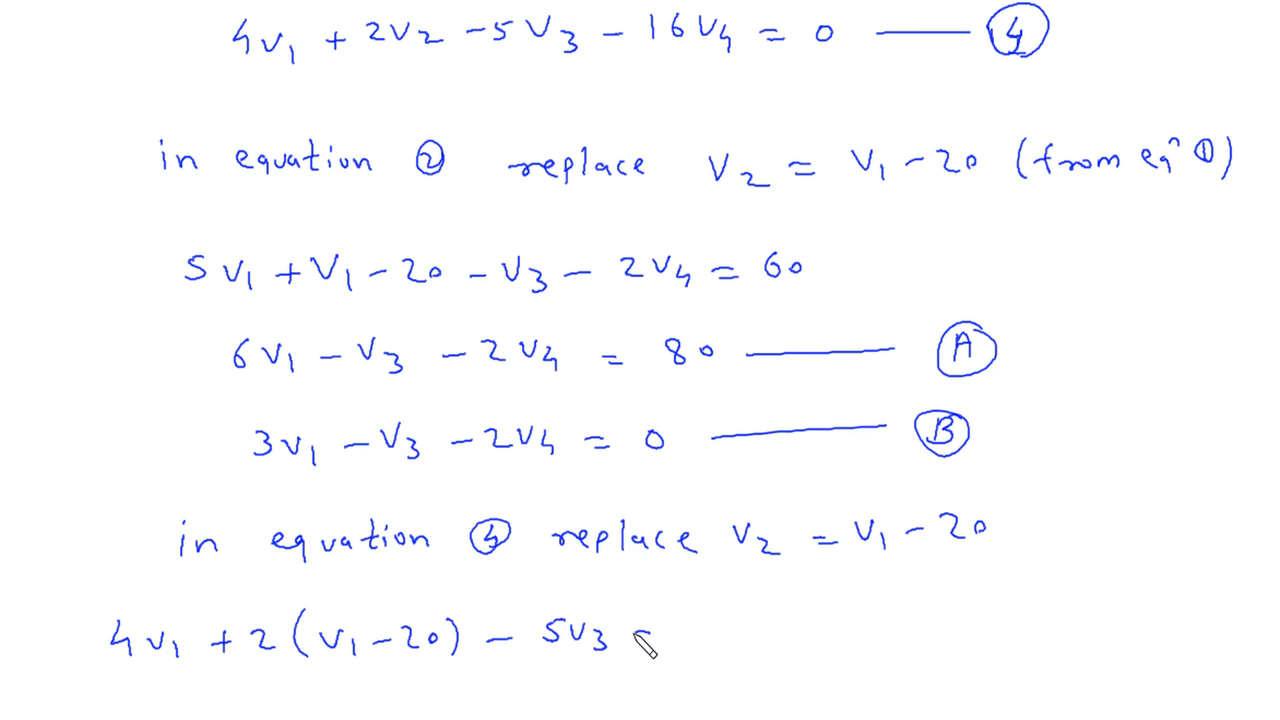 4v₁ + 2v₂ - 5v₃ - 16v₄ = 0 —— ④
in equation ② replace v₂ = v₁ - 20 (from eqⁿ ①)
5v₁ + v₁ - 20 - v₃ - 2v₄ = 60
6v₁ - v₃ - 2v₄ = 80 —— Ⓐ
3v₁ - v₃ - 2v₄ = 0 —— Ⓑ
in equation ④ replace v₂ = v₁ - 20
4v₁ + 2(v₁ - 20) - 5v₃